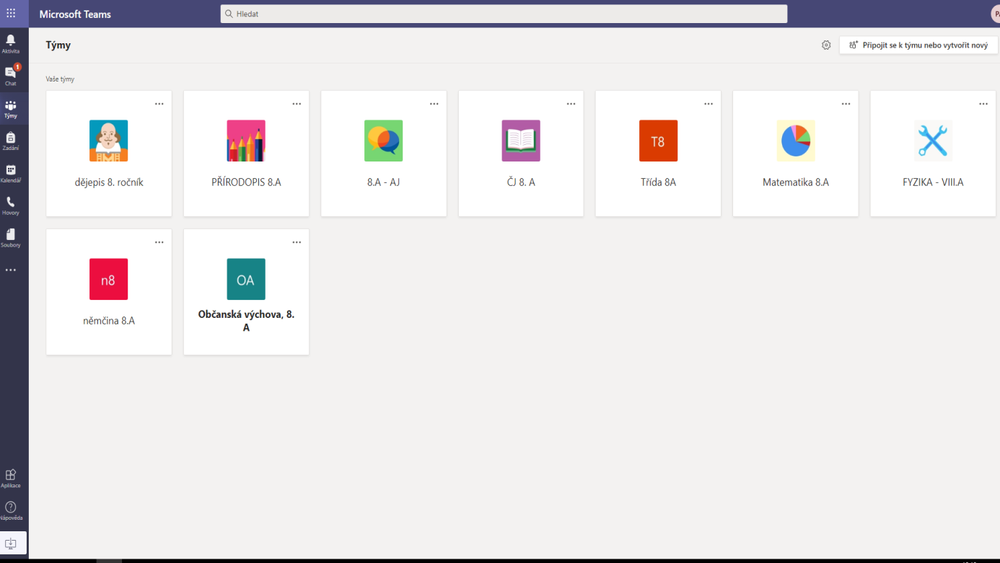 Microsoft Teams
Hledat
Aktivita
1
Chat
Týmy
Zadání
Kalendář
Hovory
Soubory
Aplikace
Nápověda
Týmy
Připojit se k týmu nebo vytvořit nový
Vaše týmy
dějepis 8. ročník
PŘÍRODOPIS 8.A
8.A - AJ
ČJ 8. A
T8
Třída 8A
Matematika 8.A
FYZIKA - VIII.A
n8
němčina 8.A
OA
Občanská výchova, 8.
A